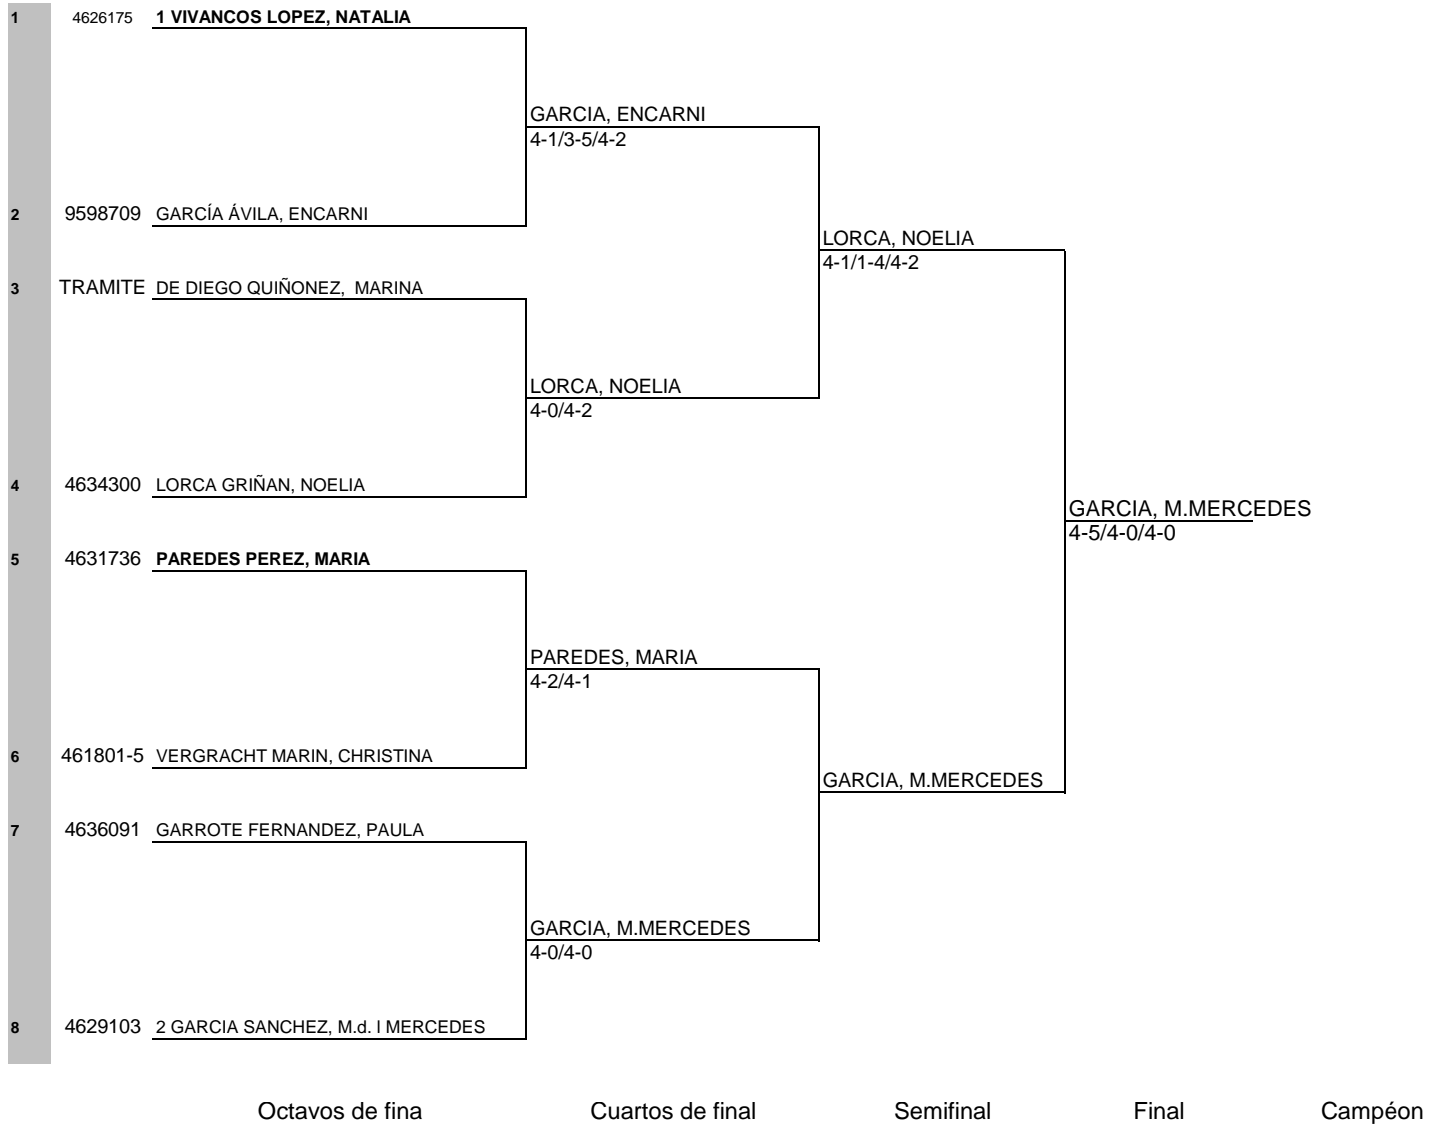 1 4626175 1 VIVANCOS LOPEZ, NATALIA
GARCIA, ENCARNI
4-1/3-5/4-2
2 9598709 GARCÍA ÁVILA, ENCARNI
LORCA, NOELIA
4-1/1-4/4-2
3 TRAMITE DE DIEGO QUIÑONEZ, MARINA
LORCA, NOELIA
4-0/4-2
4 4634300 LORCA GRIÑAN, NOELIA
GARCIA, M.MERCEDES
4-5/4-0/4-0
5 4631736 PAREDES PEREZ, MARIA
PAREDES, MARIA
4-2/4-1
6 461801-5 VERGRACHT MARIN, CHRISTINA
GARCIA, M.MERCEDES
7 4636091 GARROTE FERNANDEZ, PAULA
GARCIA, M.MERCEDES
4-0/4-0
8 4629103 2 GARCIA SANCHEZ, M.d. l MERCEDES
Octavos de fina Cuartos de final Semifinal Final Campéon